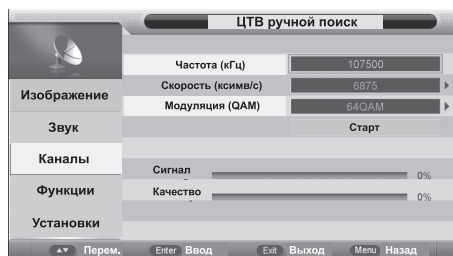 ЦТВ ручной поиск
Частота (кГц) 107500
Скорость (ксимв/с) 6875
Модуляция (QAM) 64QAM
Старт
Сигнал 0%
Качество 0%
Изображение
Звук
Каналы
Функции
Установки
Перем. Enter Ввод Exit Выход Menu Назад